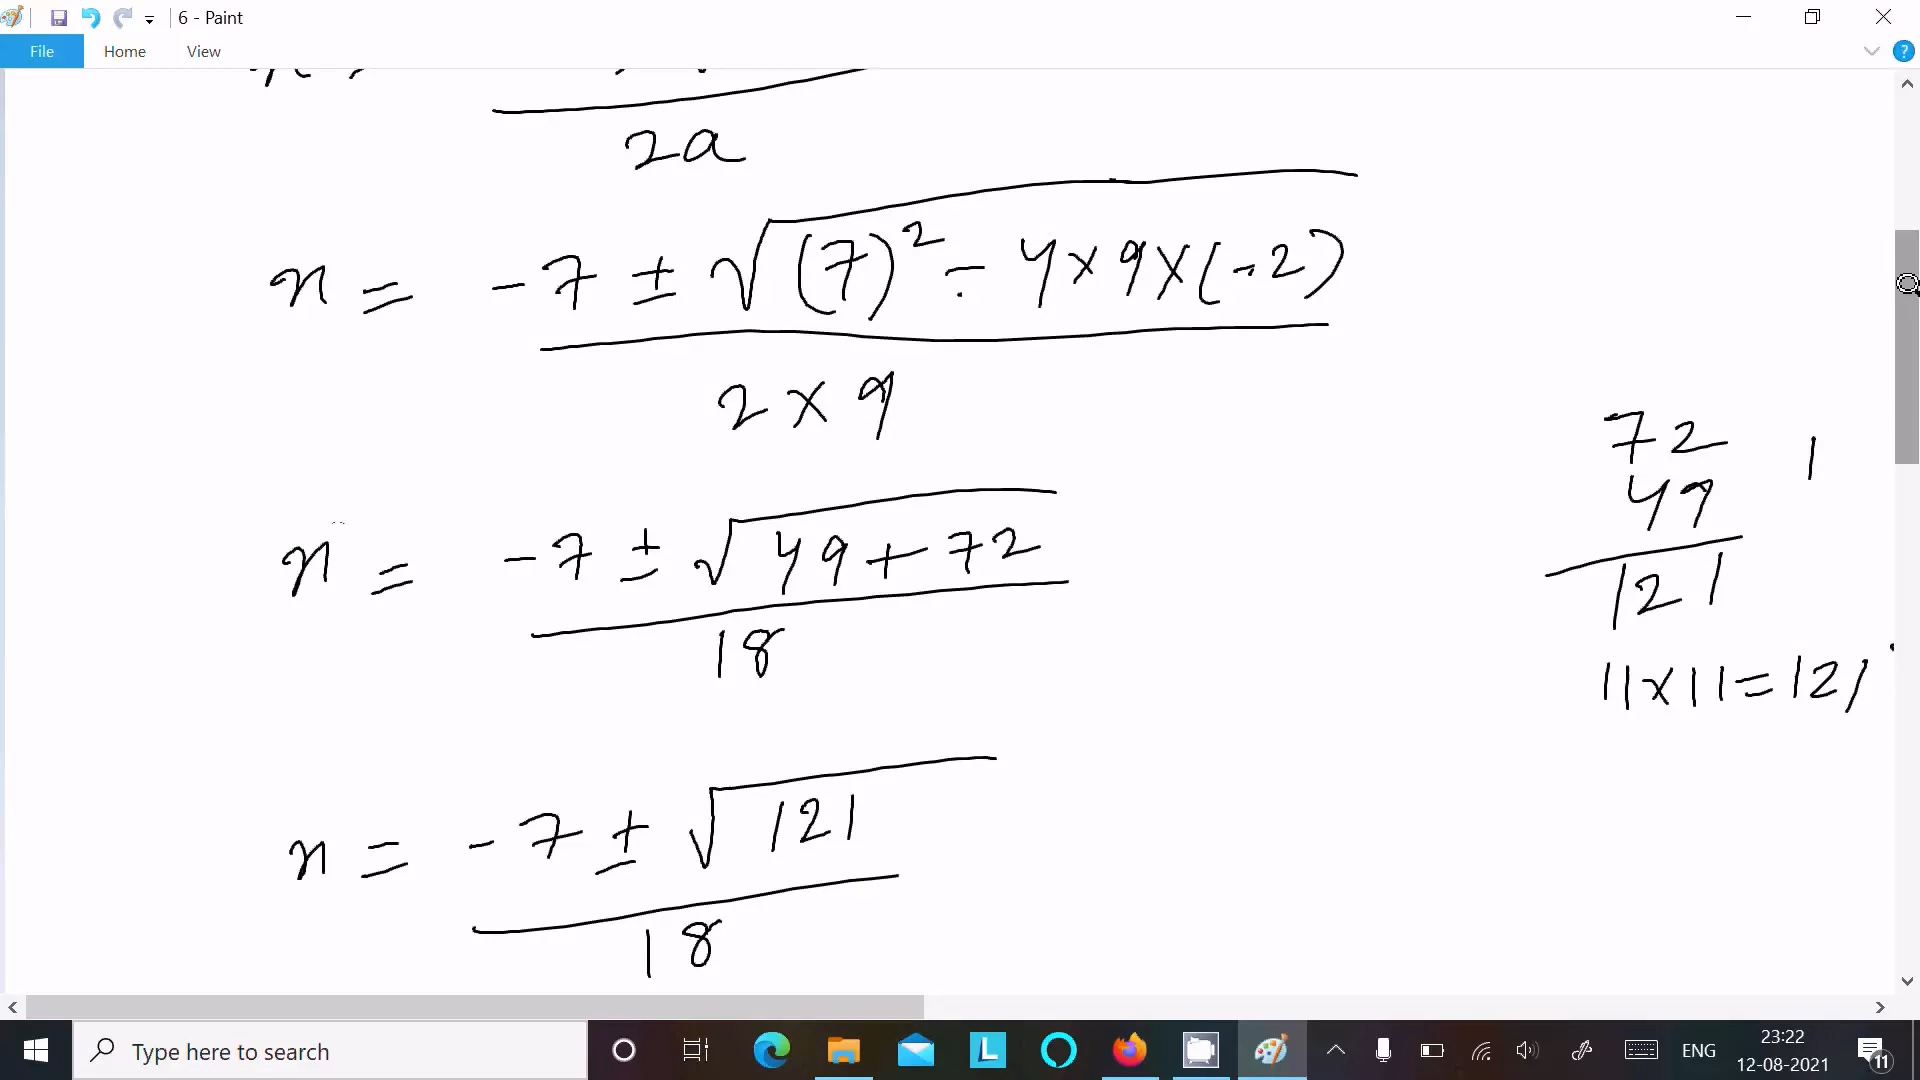 6 - Paint
File Home View
2a
x = -7 ± √(7)² - 4×9×(-2)
2 × 9
72 1
49
x = -7 ± √49+72
121
18
11×11=121
x = -7 ± √121
18
Type here to search
L
ENG
23:22
12-08-2021
11